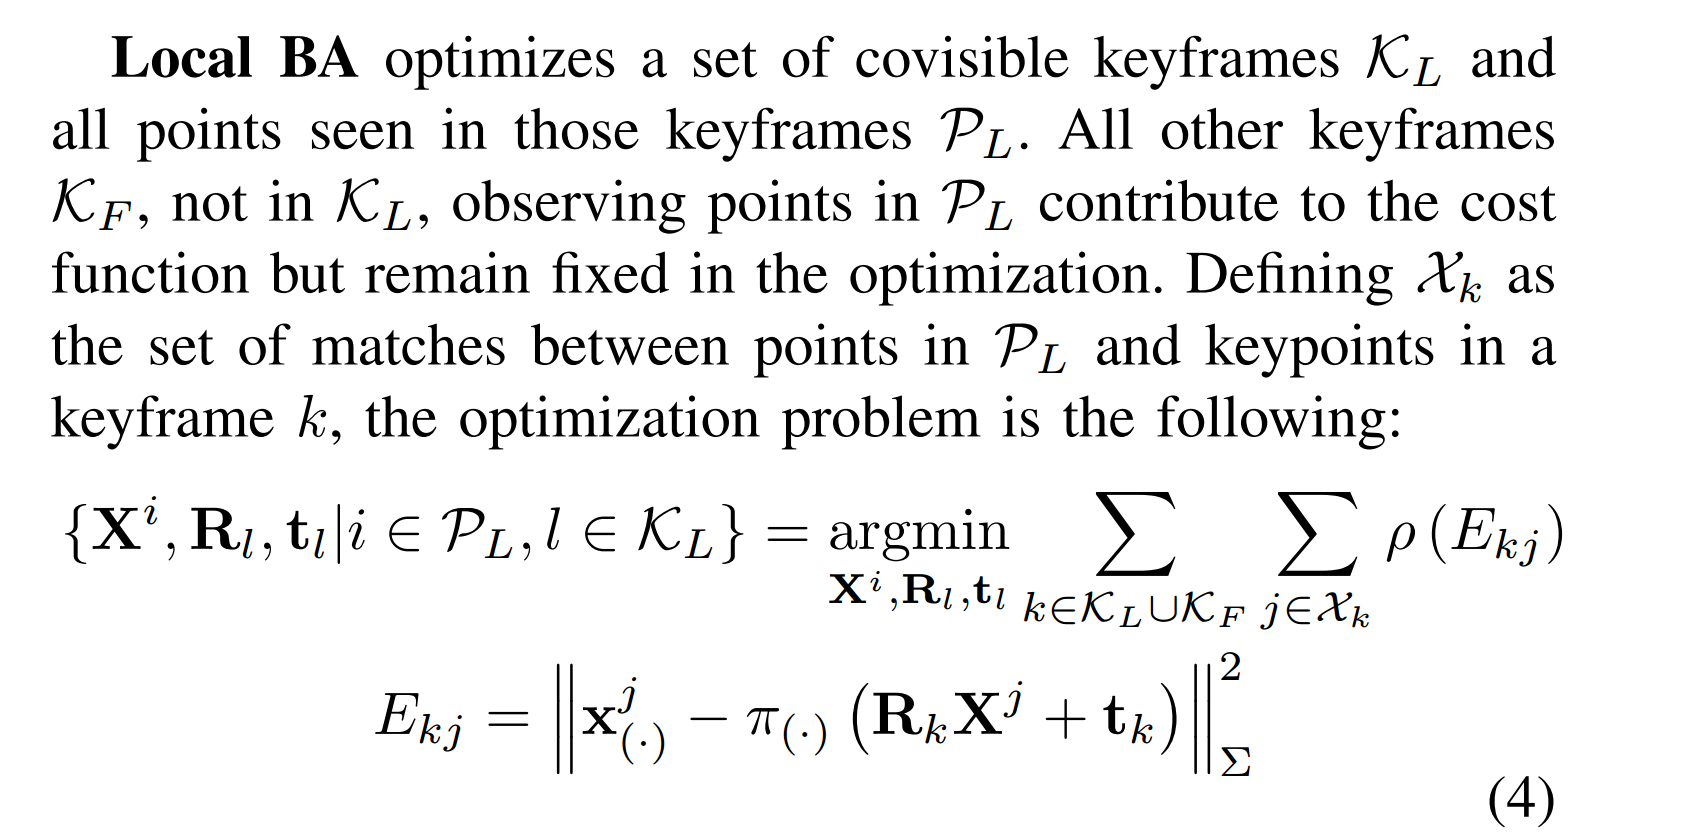 Local BA optimizes a set of covisible keyframes $\mathcal{K}_L$ and
all points seen in those keyframes $\mathcal{P}_L$. All other keyframes
$\mathcal{K}_F$, not in $\mathcal{K}_L$, observing points in $\mathcal{P}_L$ contribute to the cost
function but remain fixed in the optimization. Defining $\mathcal{X}_k$ as
the set of matches between points in $\mathcal{P}_L$ and keypoints in a
keyframe $k$, the optimization problem is the following:
$\{\mathbf{X}^i, \mathbf{R}_l, \mathbf{t}_l | i \in \mathcal{P}_L, l \in \mathcal{K}_L\} = \underset{\mathbf{X}^i, \mathbf{R}_l, \mathbf{t}_l}{\operatorname{argmin}} \sum_{k \in \mathcal{K}_L \cup \mathcal{K}_F} \sum_{j \in \mathcal{X}_k} \rho(E_{kj})$
$E_{kj} = \left\| \mathbf{x}^j_{(\cdot)} - \pi_{(\cdot)} \left( \mathbf{R}_k \mathbf{X}^j + \mathbf{t}_k \right) \right\|^2_\Sigma$
(4)